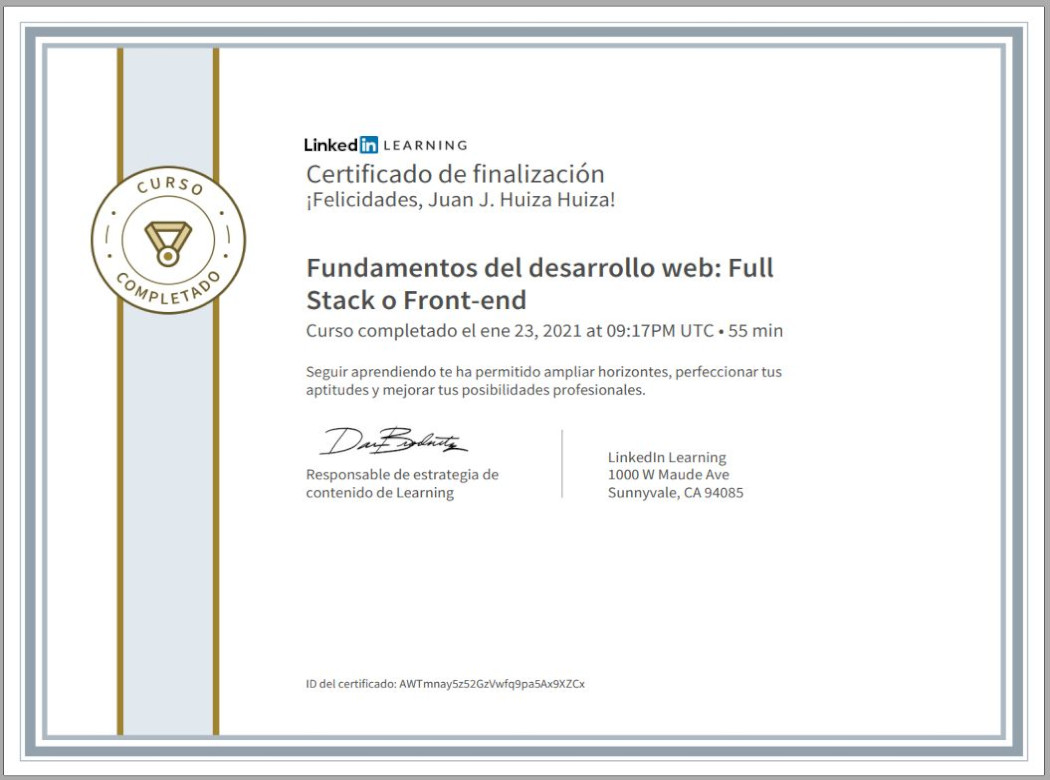 LinkedIn LEARNING
Certificado de finalización
¡Felicidades, Juan J. Huiza Huiza!
CURSO
COMPLETADO
Fundamentos del desarrollo web: Full
Stack o Front-end
Curso completado el ene 23, 2021 at 09:17PM UTC • 55 min
Seguir aprendiendo te ha permitido ampliar horizontes, perfeccionar tus
aptitudes y mejorar tus posibilidades profesionales.
Responsable de estrategia de
contenido de Learning
LinkedIn Learning
1000 W Maude Ave
Sunnyvale, CA 94085
ID del certificado: AWTmnay5z52GzVwfq9pa5Ax9XZCx